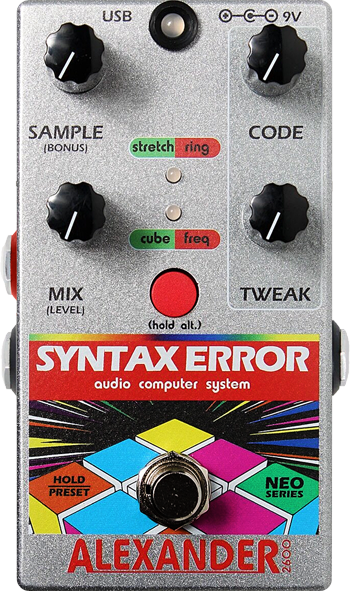 USB
9V
SAMPLE
(BONUS)
CODE
stretch ring
cube freq
MIX
(LEVEL)
TWEAK
(hold alt.)
SYNTAX ERROR
audio computer system
HOLD
PRESET
NEO
SERIES
ALEXANDER
2600